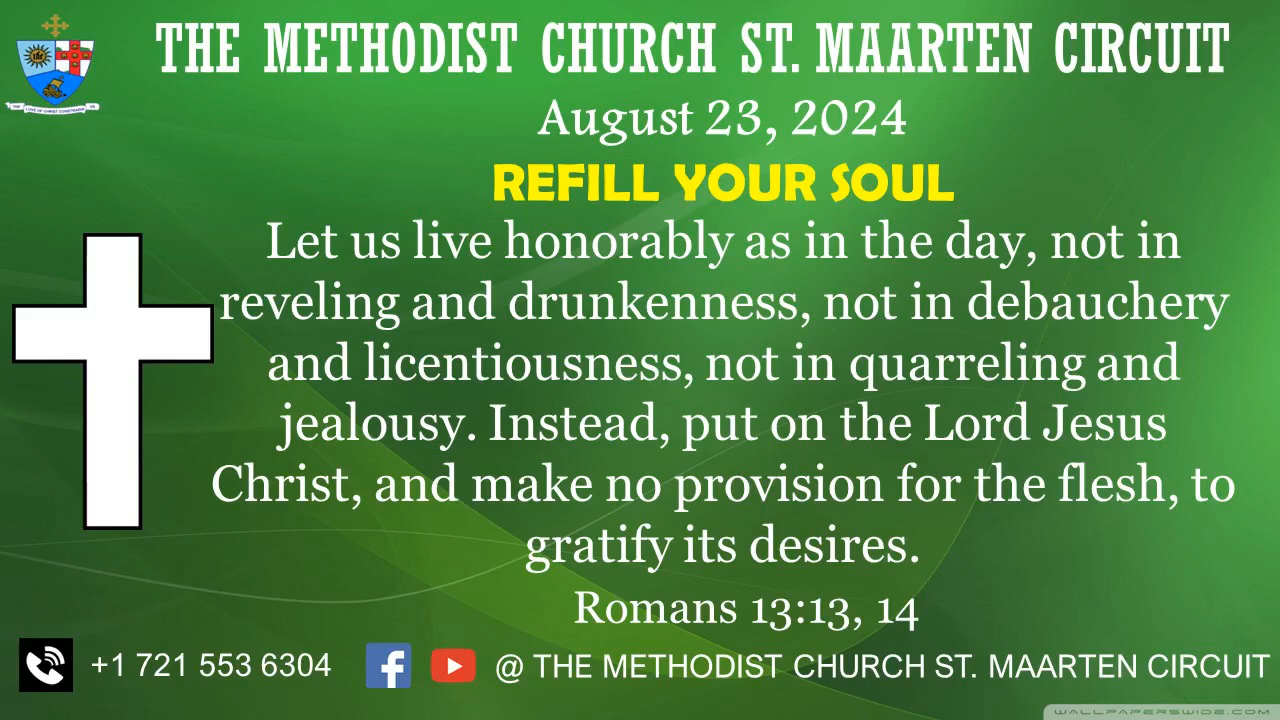 THE METHODIST CHURCH ST. MAARTEN CIRCUIT
August 23, 2024
REFILL YOUR SOUL
Let us live honorably as in the day, not in
reveling and drunkenness, not in debauchery
and licentiousness, not in quarreling and
jealousy. Instead, put on the Lord Jesus
Christ, and make no provision for the flesh, to
gratify its desires.
Romans 13:13, 14
+1 721 553 6304
@ THE METHODIST CHURCH ST. MAARTEN CIRCUIT
WALLPAPERSWIDE.COM